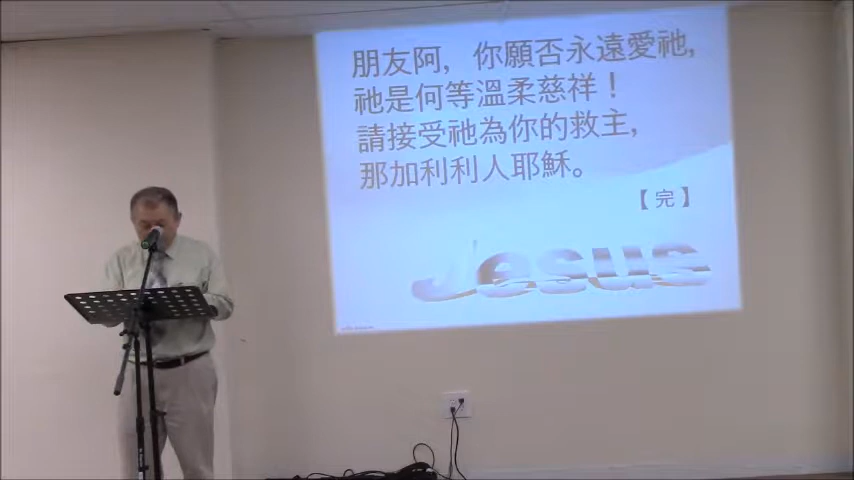 朋友阿， 你願否永遠愛祂,
祂是何等溫柔慈祥！
請接受祂為你的救主,
那加利利人耶穌。
【完】
Jesus